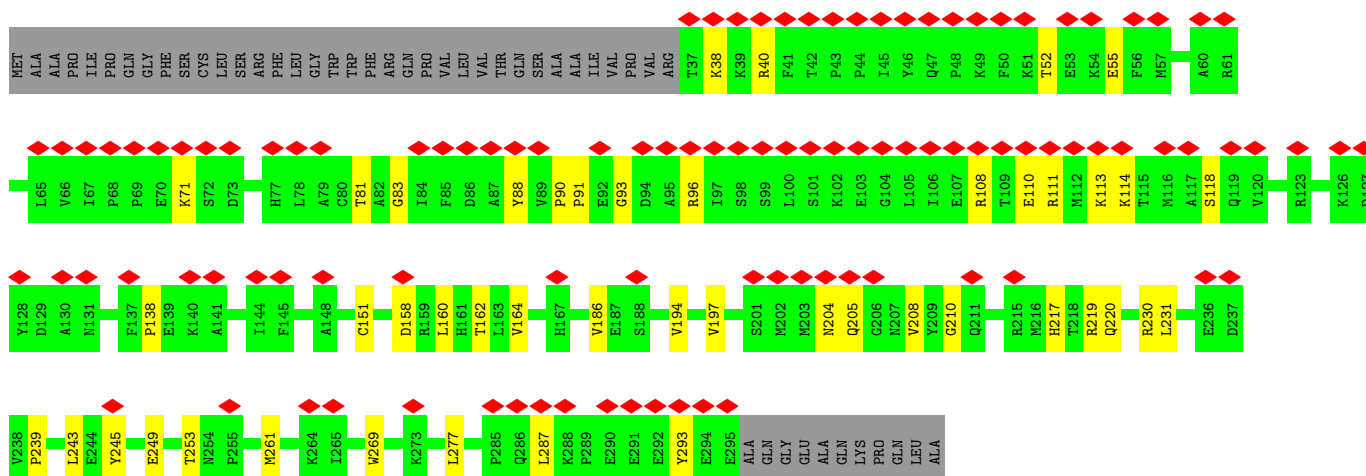 MET ALA ALA PRO ILE PRO PRO GLN GLY PHE SER CYS LEU SER ARG PHE LEU GLY TRP TRP PHE ARG GLN PRO VAL LEU VAL THR GLN SER ALA ALA ILE VAL PRO VAL ARG T37 K38 K39 R40 F41 T42 P43 P44 I45 Y46 Q47 P48 K49 F50 K51 T52 E53 K54 E55 F56 M57 A60 R61
L65 V66 I67 P68 P69 E70 K71 S72 D73 H77 L78 A79 C80 T81 A82 G83 I84 F85 D86 A87 Y88 V89 P90 P91 E92 G93 D94 A95 R96 I97 S98 S99 L100 S101 K102 E103 G104 L105 I106 E107 R108 T109 E110 R111 M112 K113 K114 T115 M116 A117 S118 Q119 V120 R123 K126 D127
Y128 D129 A130 N131 F137 P138 E139 K140 A141 I144 F145 A148 C151 D158 R159 L160 H161 T162 L163 V164 H167 V186 E187 S188 V194 V197 S201 M202 M203 N204 Q205 G206 N207 V208 Y209 G210 Q211 R215 M216 H217 T218 R219 Q220 R230 L231 E236 D237
V238 P239 L243 E244 Y245 E249 T253 N254 P255 M261 K264 I265 W269 K273 L277 P285 Q286 L287 K288 P289 E290 E291 E292 Y293 E294 E295 ALA GLN GLY GLU ALA GLN LYS PRO GLN LEU ALA